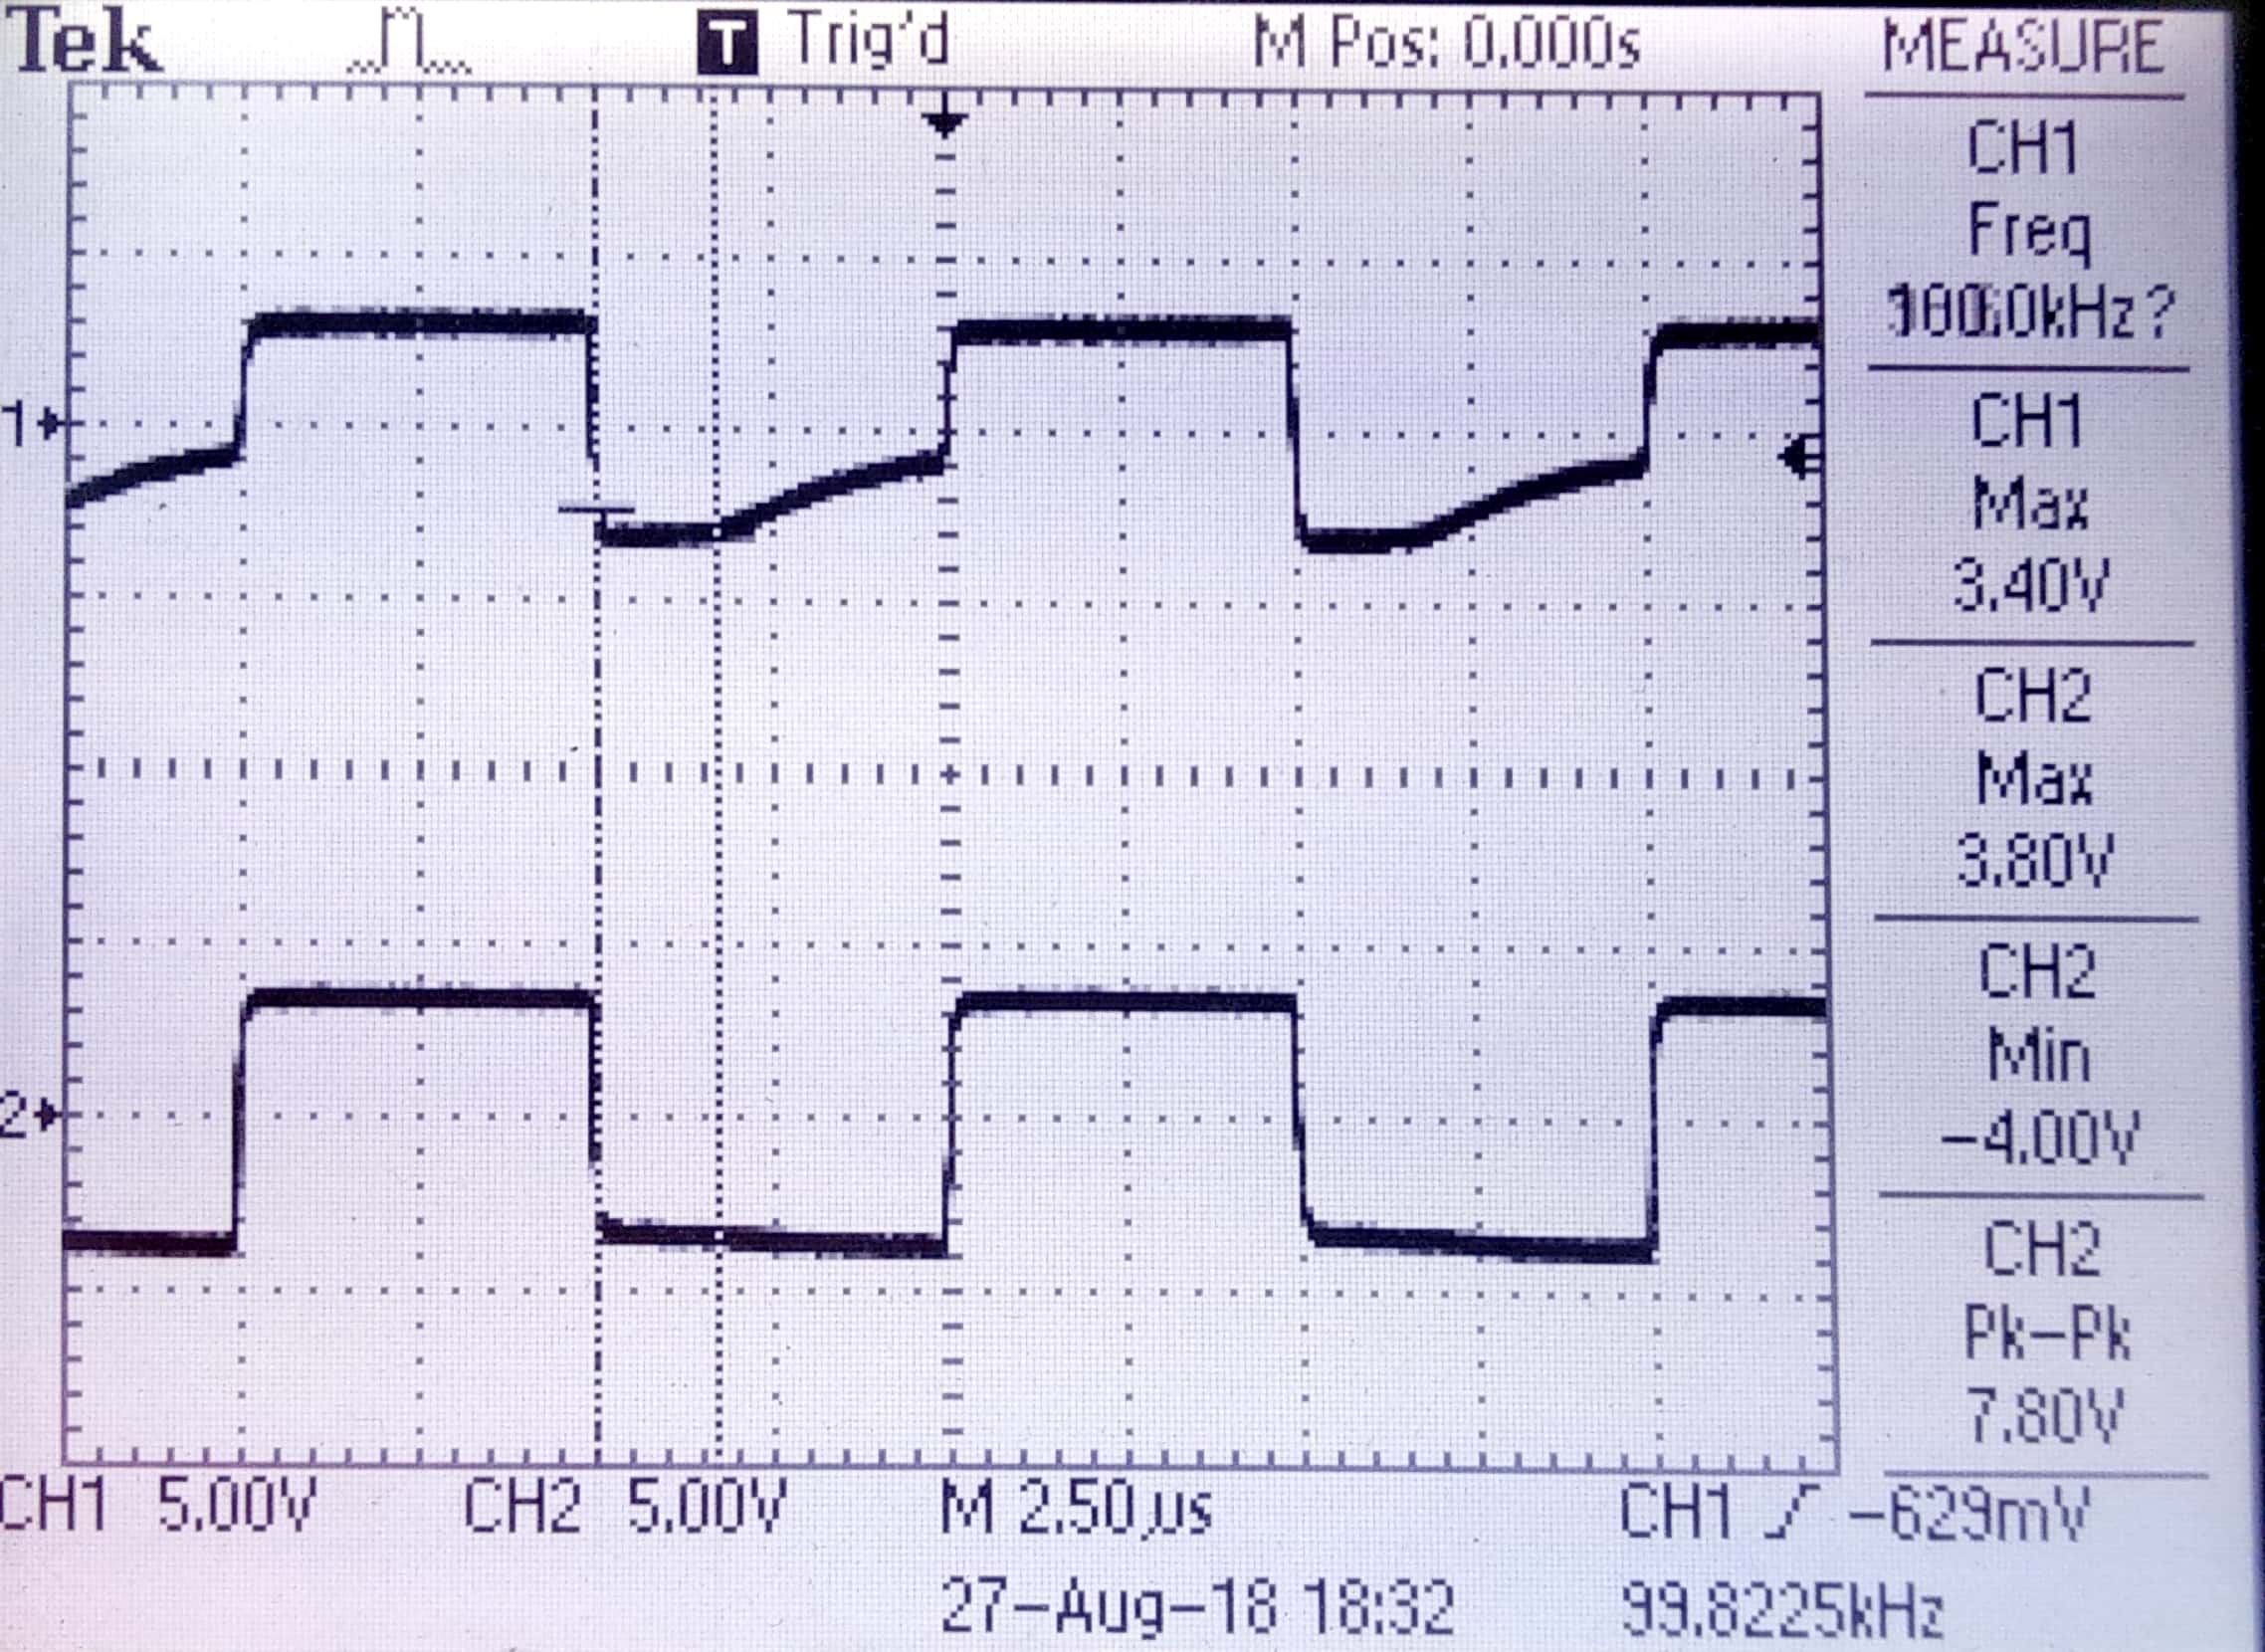 Tek T Trig'd M Pos: 0.000s MEASURE
CH1
Freq
CH1
Max
3.40V
CH2
Max
3.80V
CH2
Min
-4.00V
CH2
Pk-Pk
7.80V
1
2
CH1 5.00V CH2 5.00V M 2.50µs CH1 -629mV
27-Aug-18 18:32 99.8225kHz